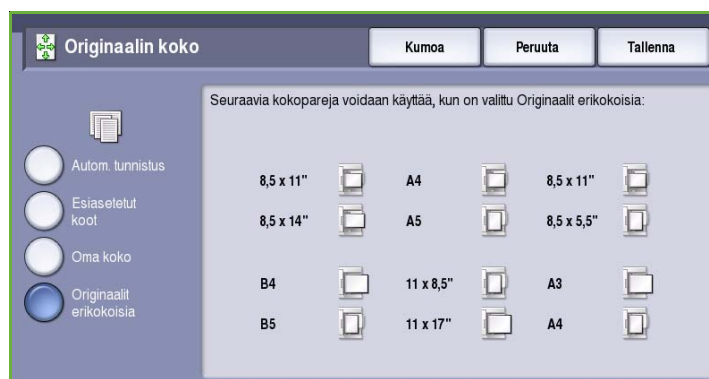 Originaalin koko
Kumoa
Peruuta
Tallenna
Autom. tunnistus
Esiasetetut
koot
Oma koko
Originaalit
erikokoisia
Seuraavia kokopareja voidaan käyttää, kun on valittu Originaalit erikokoisia:
8,5 x 11" A4 8,5 x 11"
8,5 x 14" A5 8,5 x 5,5"
B4 11 x 8,5" A3
B5 11 x 17" A4